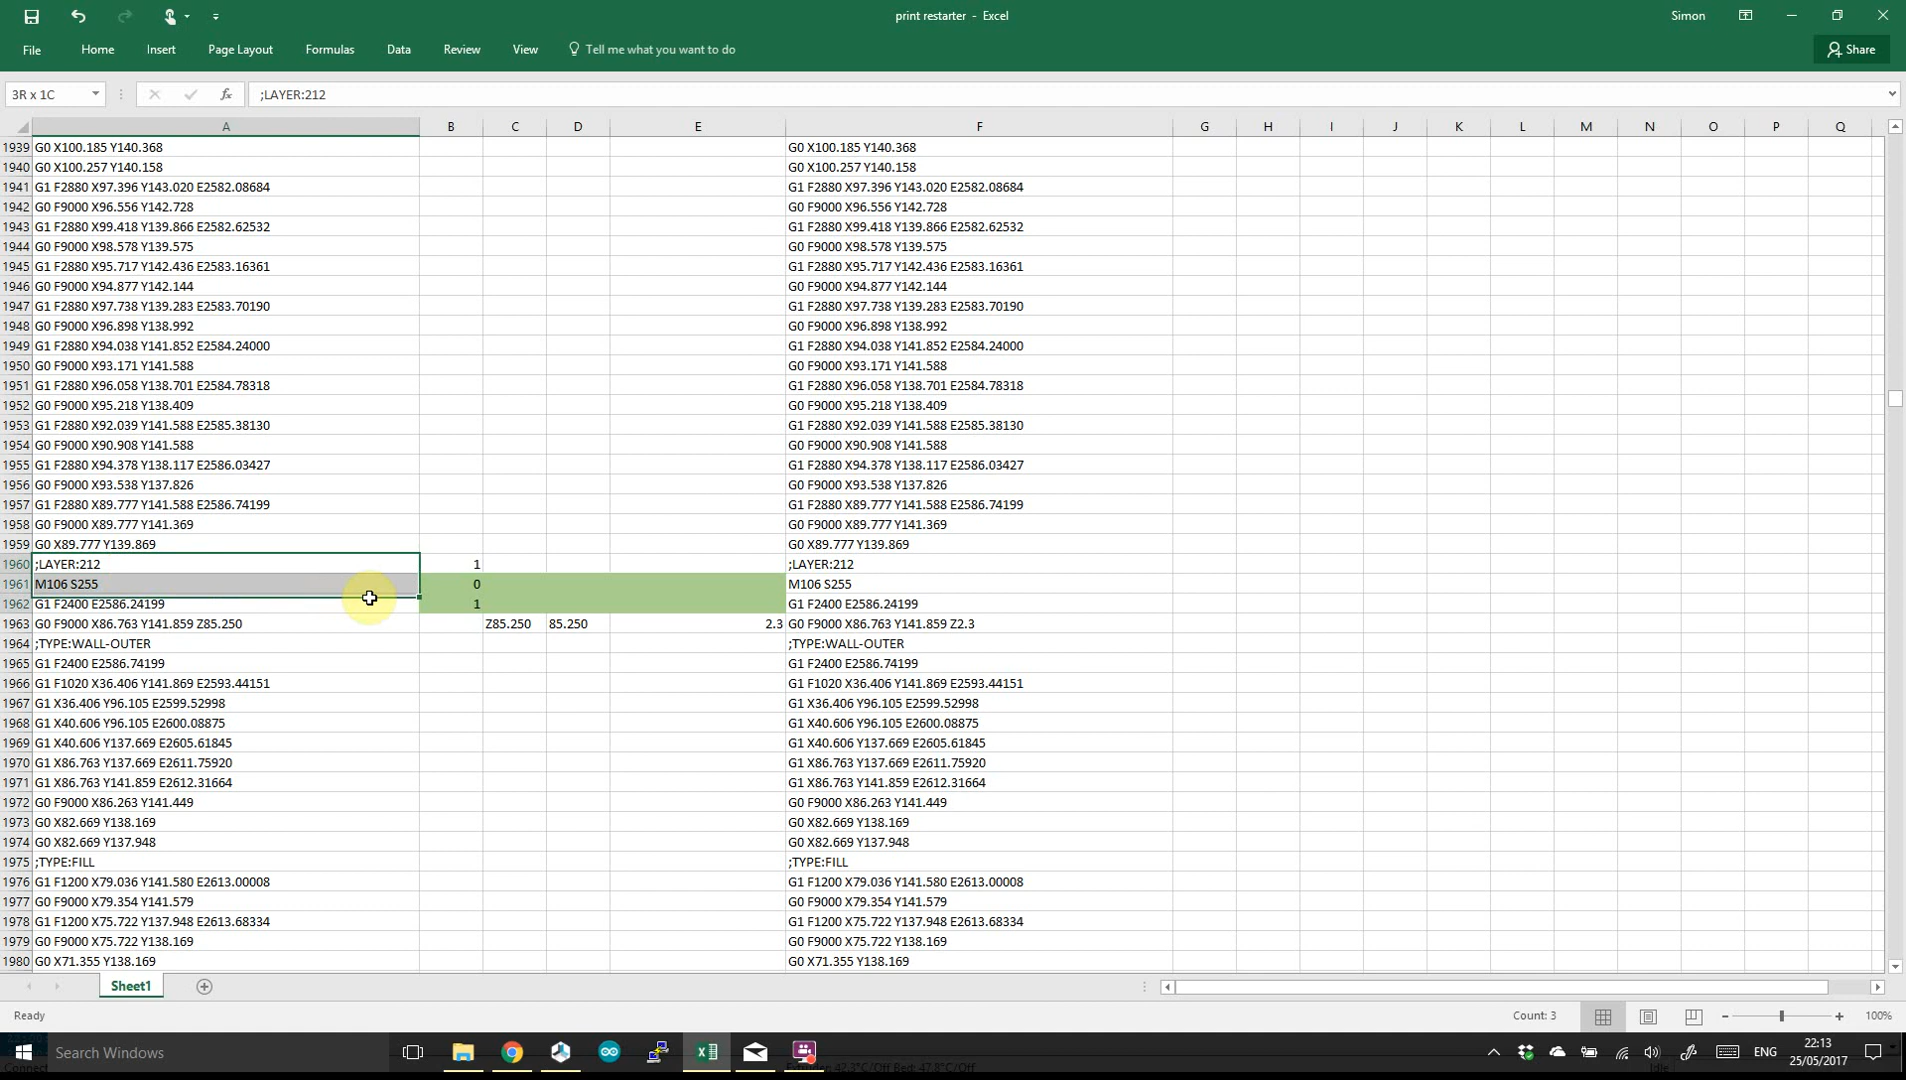 print restarter - Excel
Simon
File Home Insert Page Layout Formulas Data Review View Tell me what you want to do Share
3R x 1C fx ;LAYER:212
A B C D E F G H I J K L M N O P Q
1939 G0 X100.185 Y140.368 G0 X100.185 Y140.368
1940 G0 X100.257 Y140.158 G0 X100.257 Y140.158
1941 G1 F2880 X97.396 Y143.020 E2582.08684 G1 F2880 X97.396 Y143.020 E2582.08684
1942 G0 F9000 X96.556 Y142.728 G0 F9000 X96.556 Y142.728
1943 G1 F2880 X99.418 Y139.866 E2582.62532 G1 F2880 X99.418 Y139.866 E2582.62532
1944 G0 F9000 X98.578 Y139.575 G0 F9000 X98.578 Y139.575
1945 G1 F2880 X95.717 Y142.436 E2583.16361 G1 F2880 X95.717 Y142.436 E2583.16361
1946 G0 F9000 X94.877 Y142.144 G0 F9000 X94.877 Y142.144
1947 G1 F2880 X97.738 Y139.283 E2583.70190 G1 F2880 X97.738 Y139.283 E2583.70190
1948 G0 F9000 X96.898 Y138.992 G0 F9000 X96.898 Y138.992
1949 G1 F2880 X94.038 Y141.852 E2584.24000 G1 F2880 X94.038 Y141.852 E2584.24000
1950 G0 F9000 X93.171 Y141.588 G0 F9000 X93.171 Y141.588
1951 G1 F2880 X96.058 Y138.701 E2584.78318 G1 F2880 X96.058 Y138.701 E2584.78318
1952 G0 F9000 X95.218 Y138.409 G0 F9000 X95.218 Y138.409
1953 G1 F2880 X92.039 Y141.588 E2585.38130 G1 F2880 X92.039 Y141.588 E2585.38130
1954 G0 F9000 X90.908 Y141.588 G0 F9000 X90.908 Y141.588
1955 G1 F2880 X94.378 Y138.117 E2586.03427 G1 F2880 X94.378 Y138.117 E2586.03427
1956 G0 F9000 X93.538 Y137.826 G0 F9000 X93.538 Y137.826
1957 G1 F2880 X89.777 Y141.588 E2586.74199 G1 F2880 X89.777 Y141.588 E2586.74199
1958 G0 F9000 X89.777 Y141.369 G0 F9000 X89.777 Y141.369
1959 G0 X89.777 Y139.869 G0 X89.777 Y139.869
1960 ;LAYER:212 1 ;LAYER:212
1961 M106 S255 0 M106 S255
1962 G1 F2400 E2586.24199 1 G1 F2400 E2586.24199
1963 G0 F9000 X86.763 Y141.859 Z85.250 Z85.250 85.250 2.3 G0 F9000 X86.763 Y141.859 Z2.3
1964 ;TYPE:WALL-OUTER ;TYPE:WALL-OUTER
1965 G1 F2400 E2586.74199 G1 F2400 E2586.74199
1966 G1 F1020 X36.406 Y141.869 E2593.44151 G1 F1020 X36.406 Y141.869 E2593.44151
1967 G1 X36.406 Y96.105 E2599.52998 G1 X36.406 Y96.105 E2599.52998
1968 G1 X40.606 Y96.105 E2600.08875 G1 X40.606 Y96.105 E2600.08875
1969 G1 X40.606 Y137.669 E2605.61845 G1 X40.606 Y137.669 E2605.61845
1970 G1 X86.763 Y137.669 E2611.75920 G1 X86.763 Y137.669 E2611.75920
1971 G1 X86.763 Y141.859 E2612.31664 G1 X86.763 Y141.859 E2612.31664
1972 G0 F9000 X86.263 Y141.449 G0 F9000 X86.263 Y141.449
1973 G0 X82.669 Y138.169 G0 X82.669 Y138.169
1974 G0 X82.669 Y137.948 G0 X82.669 Y137.948
1975 ;TYPE:FILL ;TYPE:FILL
1976 G1 F1200 X79.036 Y141.580 E2613.00008 G1 F1200 X79.036 Y141.580 E2613.00008
1977 G0 F9000 X79.354 Y141.579 G0 F9000 X79.354 Y141.579
1978 G1 F1200 X75.722 Y137.948 E2613.68334 G1 F1200 X75.722 Y137.948 E2613.68334
1979 G0 F9000 X75.722 Y138.169 G0 F9000 X75.722 Y138.169
1980 G0 X71.355 Y138.169 G0 X71.355 Y138.169
Sheet1
Ready Count: 3 100%
Search Windows ENG 22:13
25/05/2017